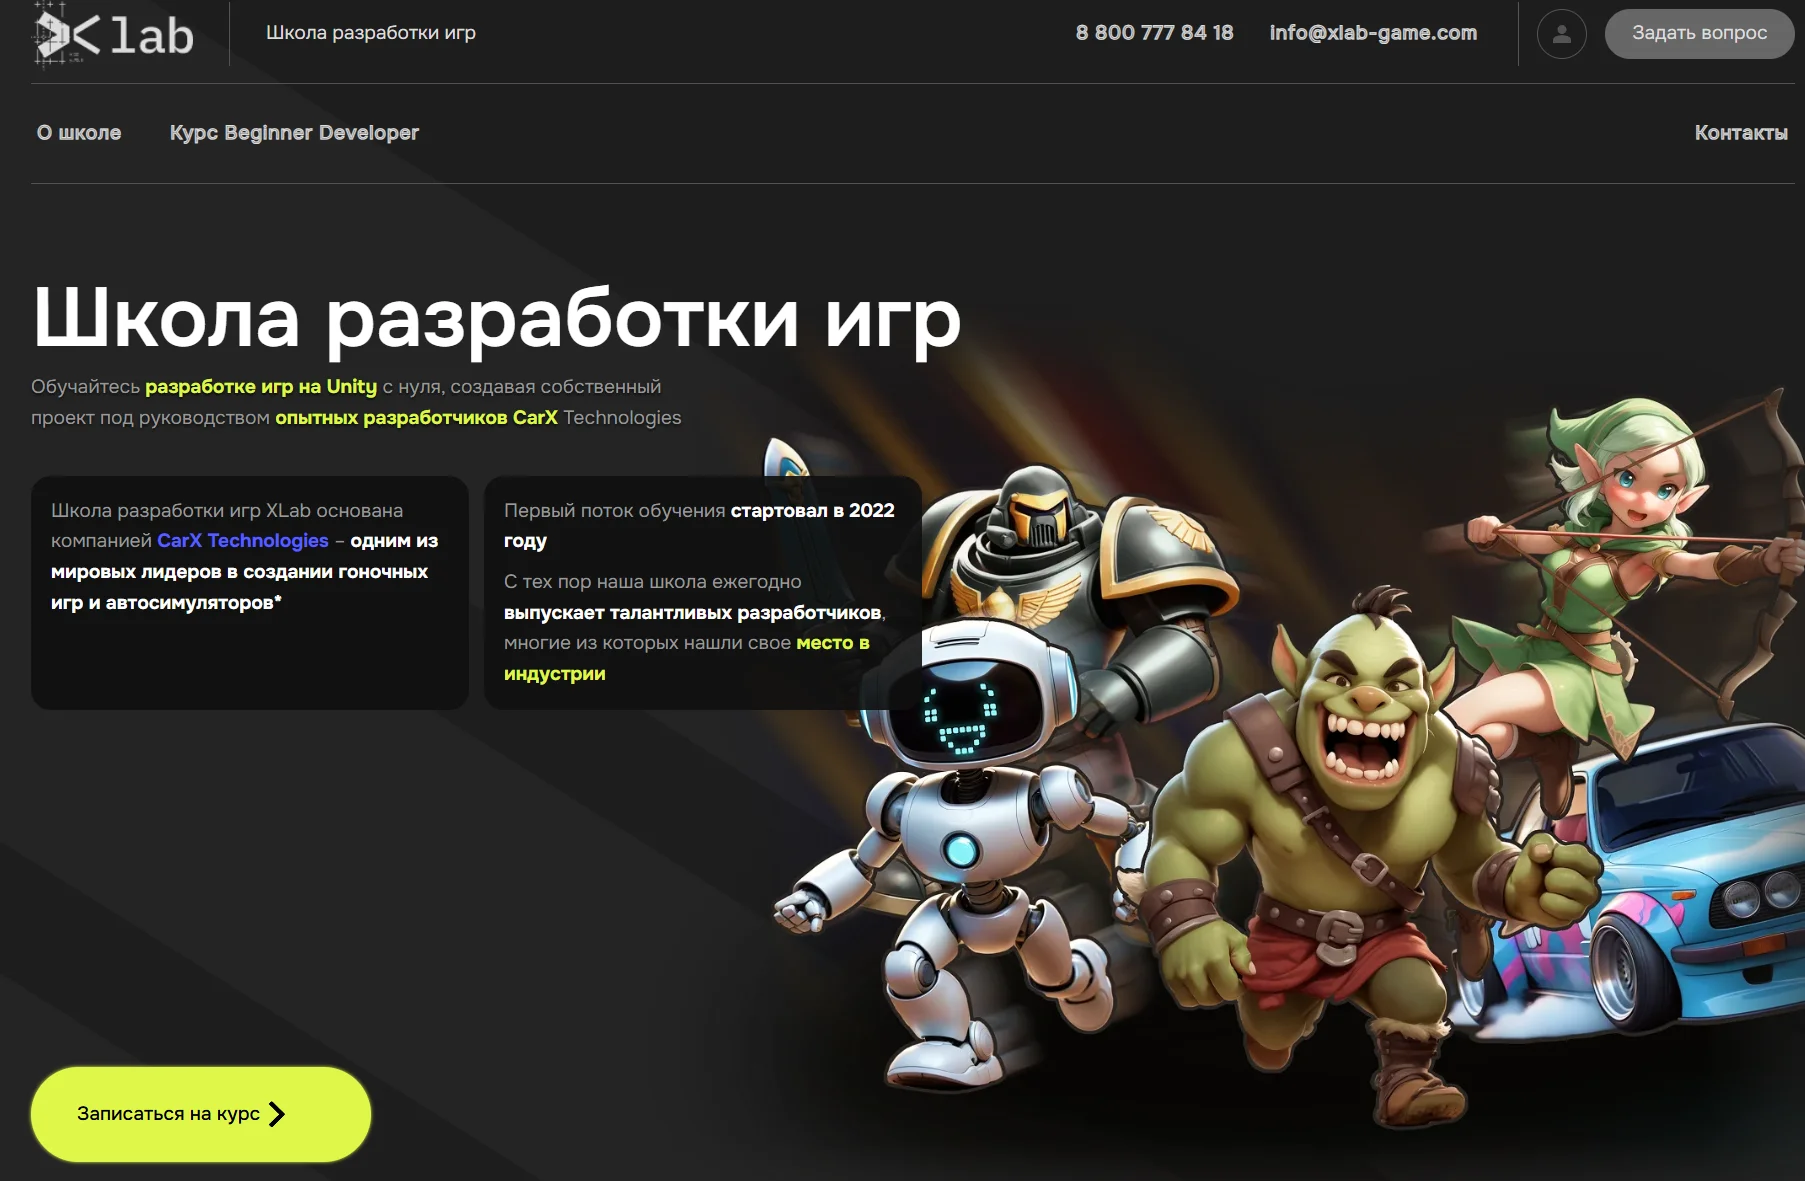 Xlab
Школа разработки игр
8 800 777 84 18
info@xlab-game.com
Задать вопрос
О школе
Курс Beginner Developer
Контакты
Школа разработки игр
Обучайтесь разработке игр на Unity с нуля, создавая собственный
проект под руководством опытных разработчиков CarX Technologies
Школа разработки игр XLab основана
компанией CarX Technologies – одним из
мировых лидеров в создании гоночных
игр и автосимуляторов*
Первый поток обучения стартовал в 2022
году
С тех пор наша школа ежегодно
выпускает талантливых разработчиков,
многие из которых нашли свое место в
индустрии
Записаться на курс